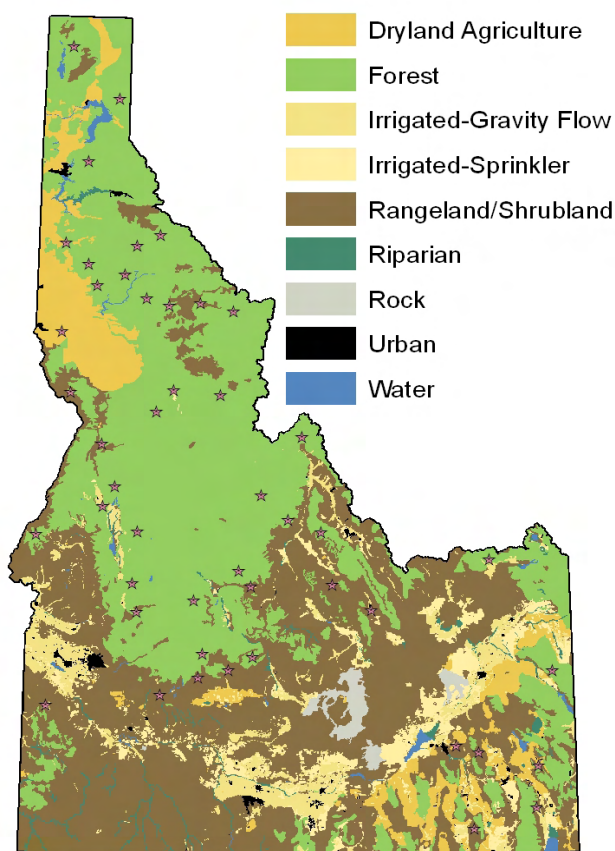 Dryland Agriculture
Forest
Irrigated-Gravity Flow
Irrigated-Sprinkler
Rangeland/Shrubland
Riparian
Rock
Urban
Water